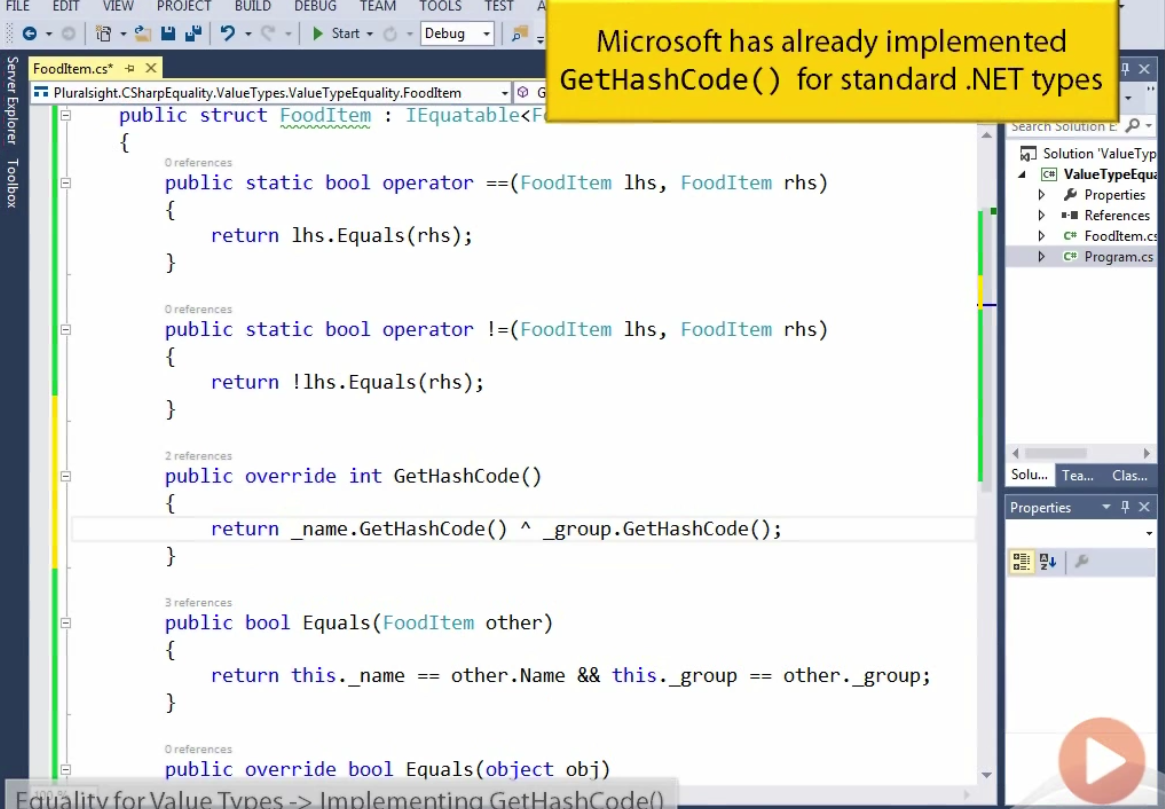 FILE EDIT VIEW PROJECT BUILD DEBUG TEAM TOOLS TEST
Microsoft has already implemented
GetHashCode() for standard .NET types
Start Debug
Server Explorer
Toolbox
FoodItem.cs*
Pluralsight.CSharpEquality.ValueTypes.ValueTypeEquality.FoodItem
public struct FoodItem : IEquatable<F
{
0 references
public static bool operator ==(FoodItem lhs, FoodItem rhs)
{
return lhs.Equals(rhs);
}
0 references
public static bool operator !=(FoodItem lhs, FoodItem rhs)
{
return !lhs.Equals(rhs);
}
2 references
public override int GetHashCode()
{
return _name.GetHashCode() ^ _group.GetHashCode();
}
3 references
public bool Equals(FoodItem other)
{
return this._name == other.Name && this._group == other._group;
}
0 references
public override bool Equals(object obj)
Equality for Value Types -> Implementing GetHashCode()
Search Solution E
Solution 'ValueTyp
ValueTypeEqua
Properties
References
FoodItem.cs
Program.cs
Solu... Tea... Clas...
Properties